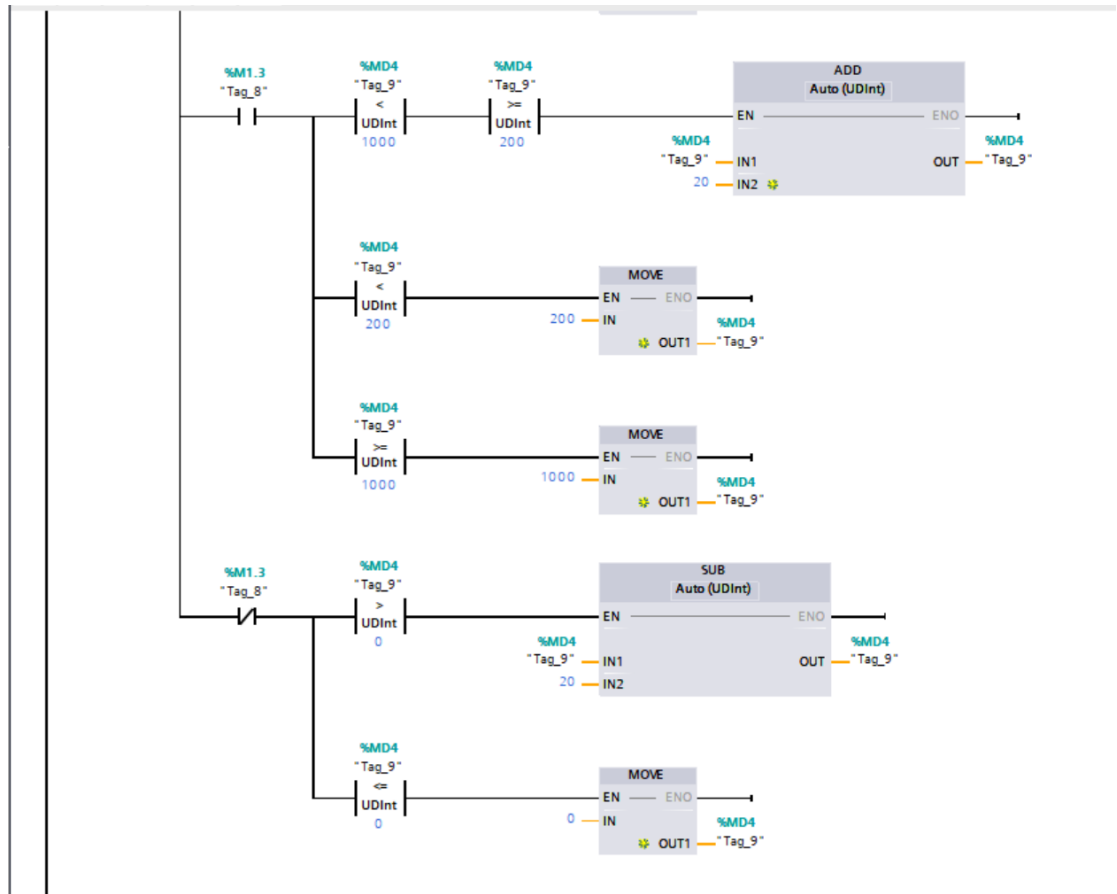 %M1.3
"Tag_8"
%MD4
"Tag_9"
<
UDInt
1000
%MD4
"Tag_9"
>=
UDInt
200
ADD
Auto (UDInt)
EN
ENO
%MD4
"Tag_9"
IN1
20
IN2
OUT
%MD4
"Tag_9"
%MD4
"Tag_9"
<
UDInt
200
MOVE
EN
ENO
200
IN
OUT1
%MD4
"Tag_9"
%MD4
"Tag_9"
>=
UDInt
1000
MOVE
EN
ENO
1000
IN
OUT1
%MD4
"Tag_9"
%M1.3
"Tag_8"
%MD4
"Tag_9"
>
UDInt
0
SUB
Auto (UDInt)
EN
ENO
%MD4
"Tag_9"
IN1
20
IN2
OUT
%MD4
"Tag_9"
%MD4
"Tag_9"
<=
UDInt
0
MOVE
EN
ENO
0
IN
OUT1
%MD4
"Tag_9"